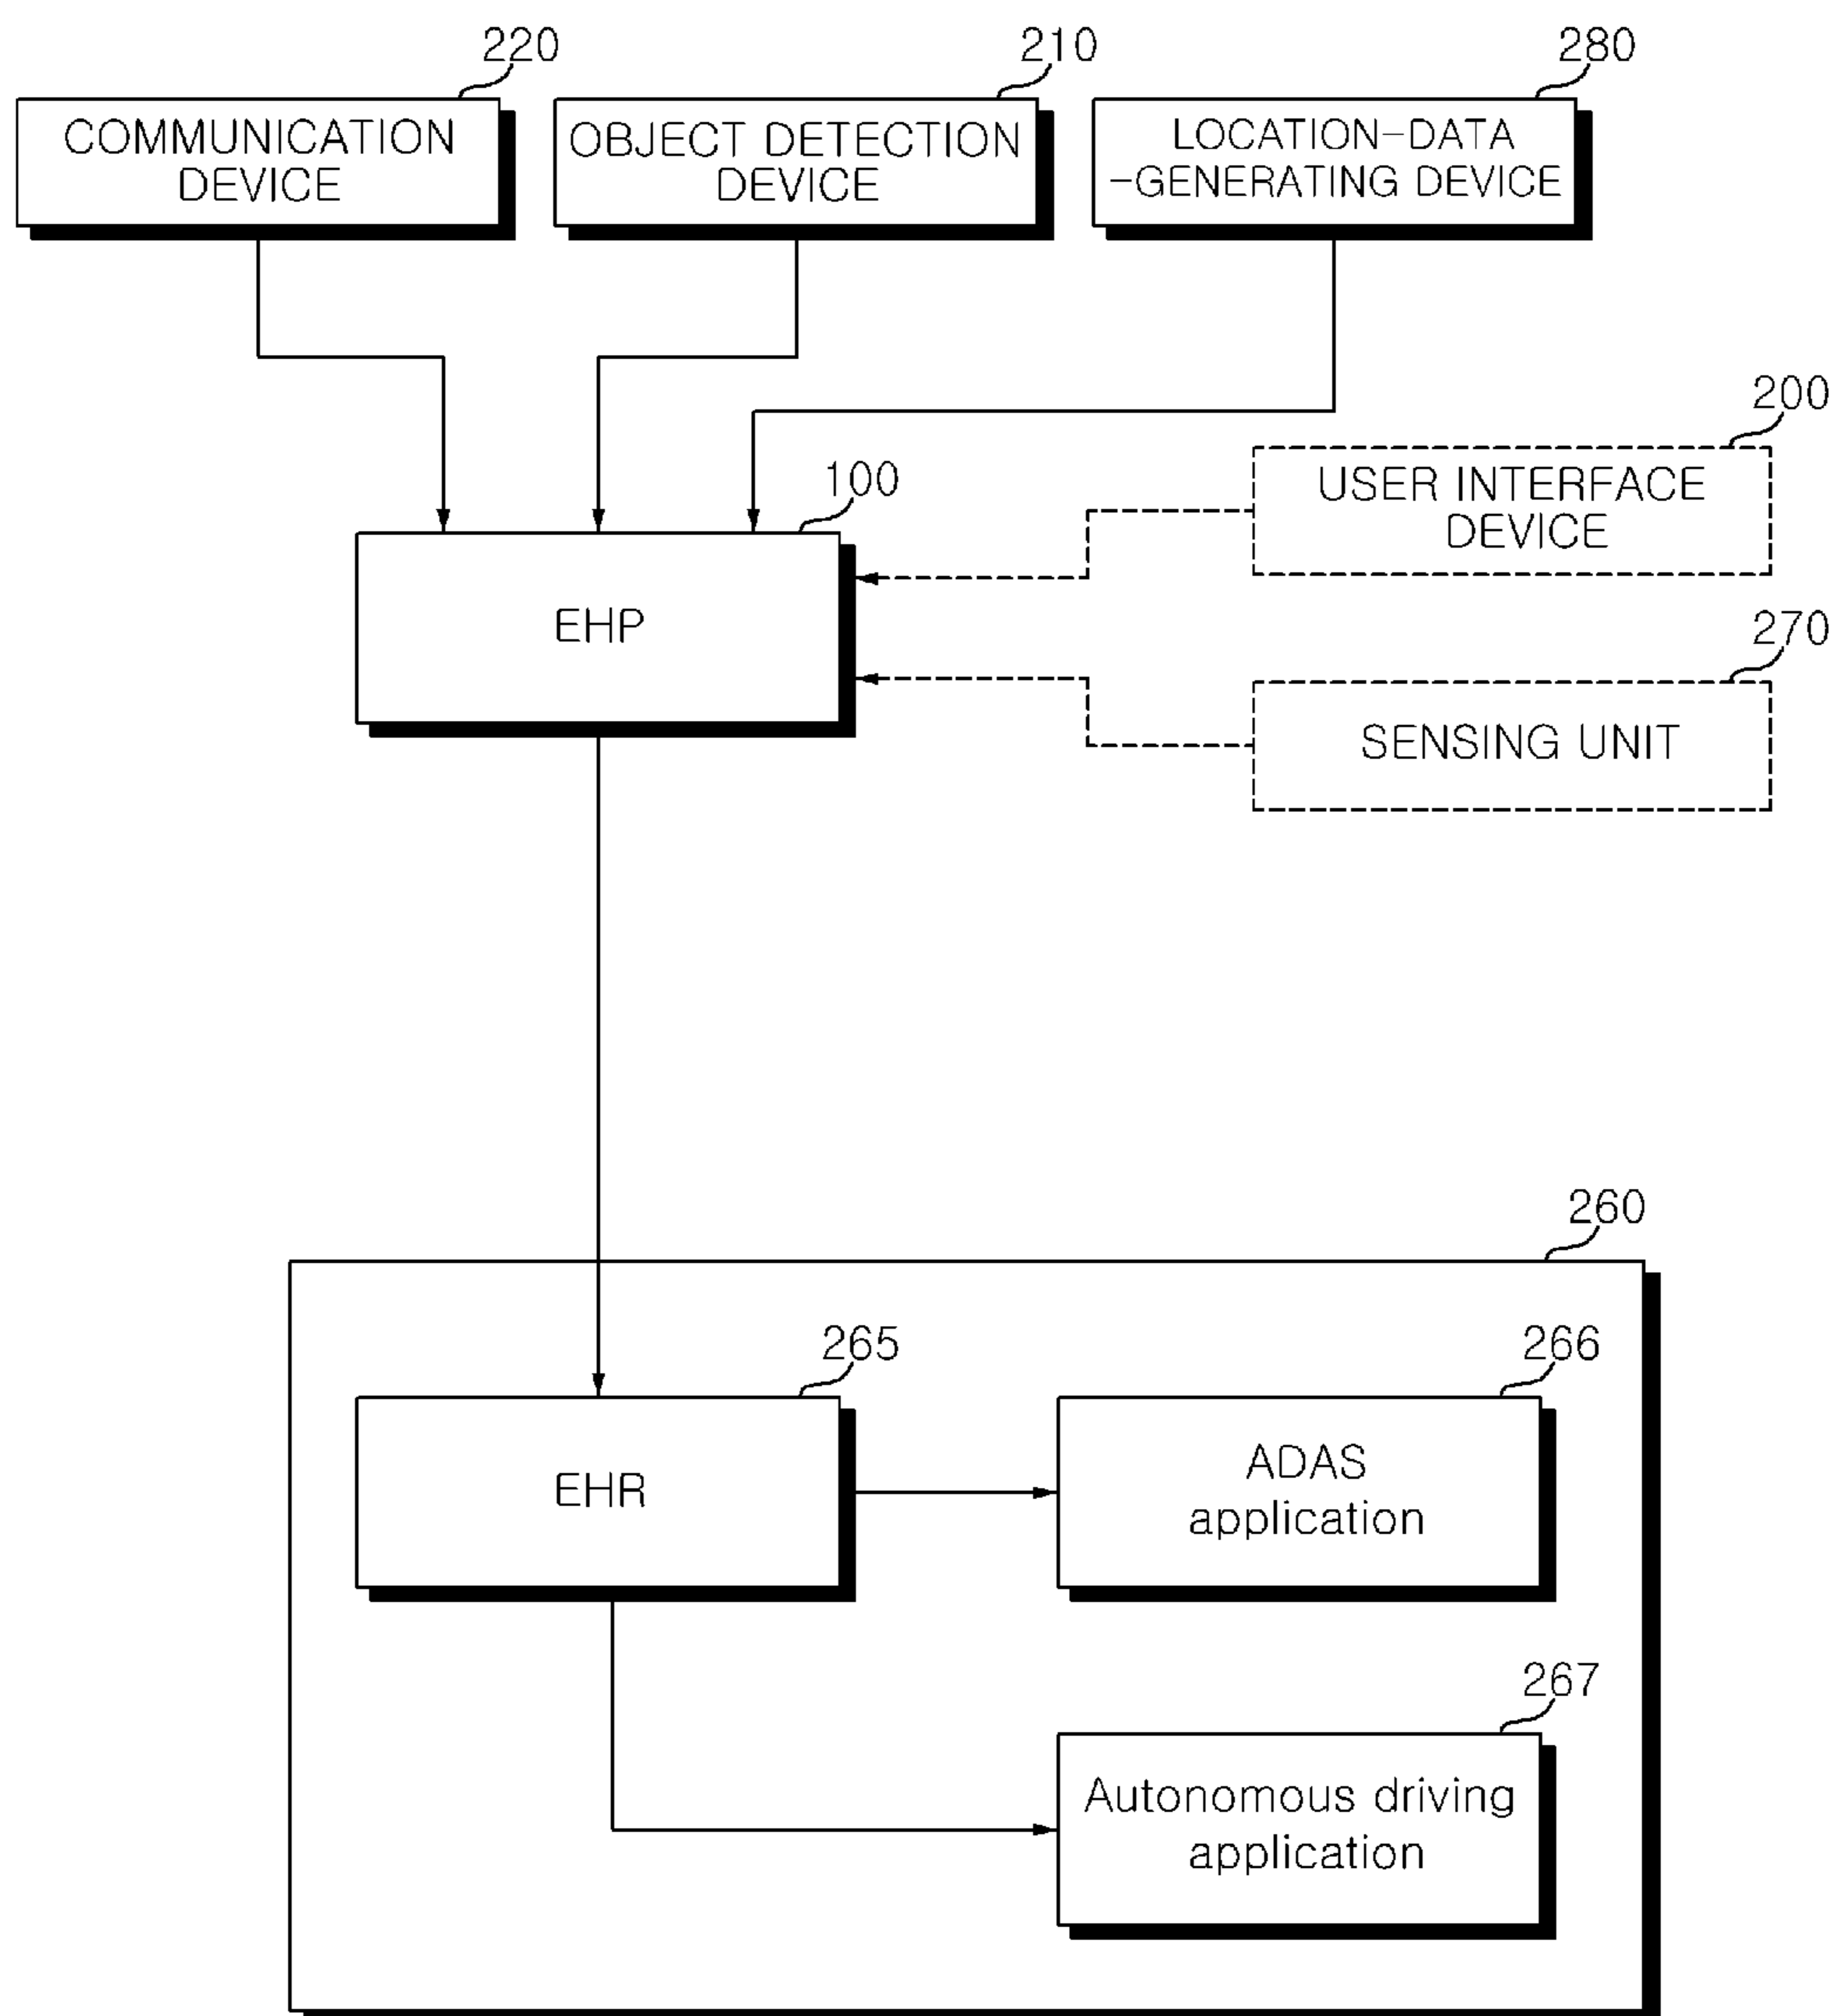 220
COMMUNICATION
DEVICE
210
OBJECT DETECTION
DEVICE
280
LOCATION-DATA
-GENERATING DEVICE
200
USER INTERFACE
DEVICE
100
EHP
270
SENSING UNIT
260
265
EHR
266
ADAS
application
267
Autonomous driving
application